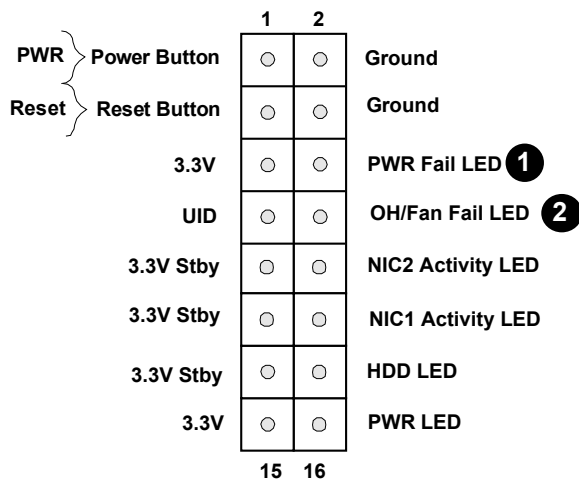 1 2
PWR Power Button Ground
Reset Reset Button Ground
3.3V PWR Fail LED 1
UID OH/Fan Fail LED 2
3.3V Stby NIC2 Activity LED
3.3V Stby NIC1 Activity LED
3.3V Stby HDD LED
3.3V PWR LED
15 16